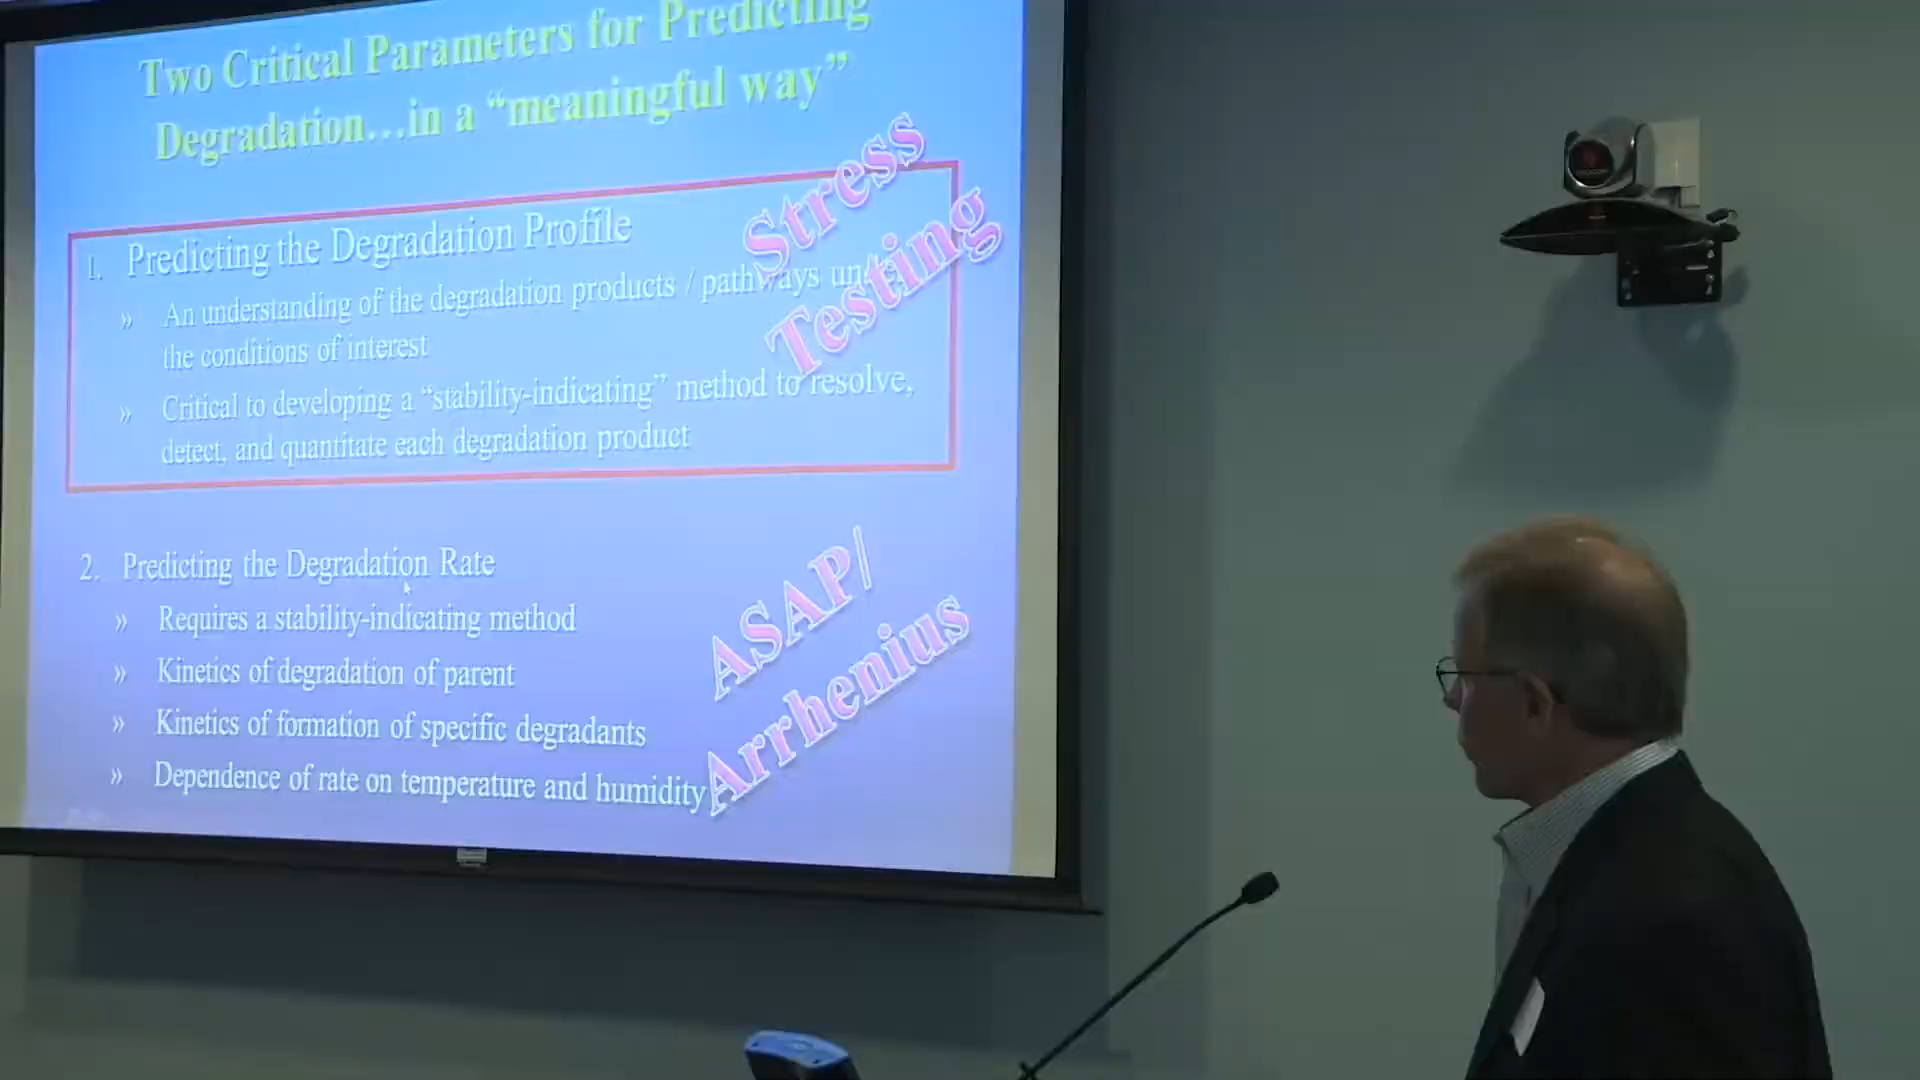 Two Critical Parameters for Predicting
Degradation…in a “meaningful way”
Stress
Testing
1. Predicting the Degradation Profile
» An understanding of the degradation products / pathways
the conditions of interest
» Critical to developing a “stability-indicating” method to resolve,
detect, and quantitate each degradation product
2. Predicting the Degradation Rate
» Requires a stability-indicating method
» Kinetics of degradation of parent
» Kinetics of formation of specific degradants
» Dependence of rate on temperature and humidity
ASAP/
Arrhenius